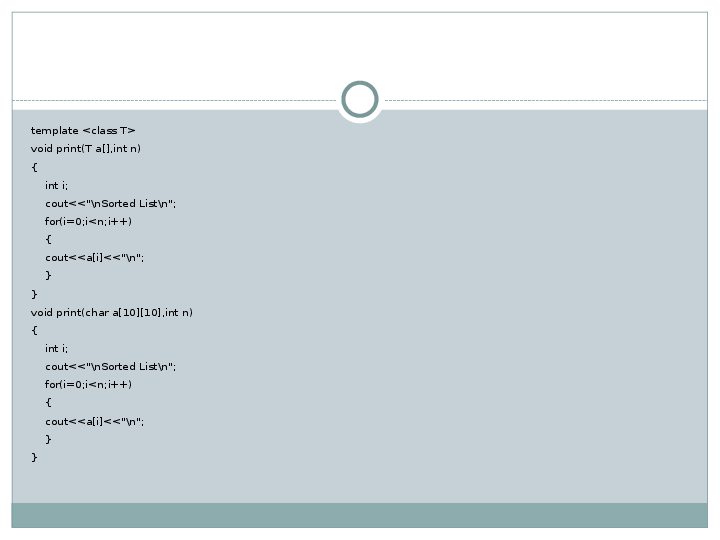 template <class T>
void print(T a[],int n)
{
int i;
cout<<"\nSorted List\n";
for(i=0;i<n;i++)
{
cout<<a[i]<<"\n";
}
}
void print(char a[10][10],int n)
{
int i;
cout<<"\nSorted List\n";
for(i=0;i<n;i++)
{
cout<<a[i]<<"\n";
}
}